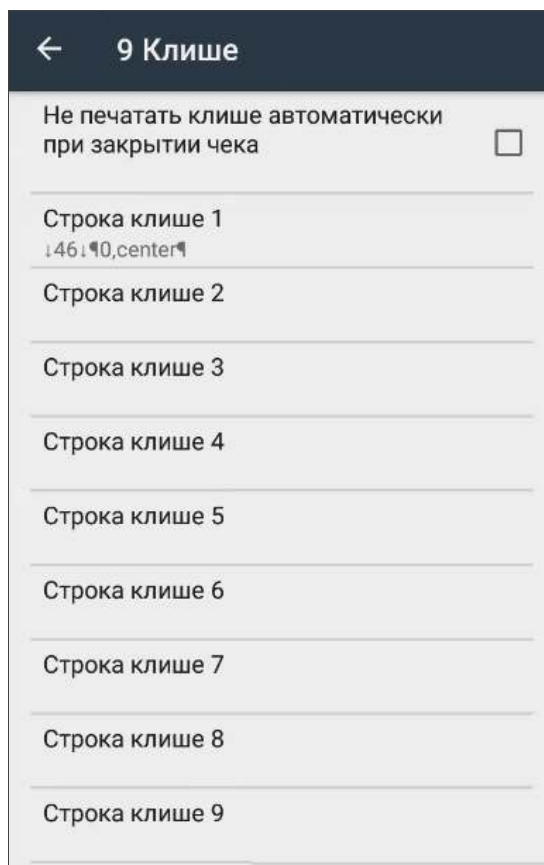 9 Клише
Не печатать клише автоматически
при закрытии чека
Строка клише 1
↓46↓¶0,center¶
Строка клише 2
Строка клише 3
Строка клише 4
Строка клише 5
Строка клише 6
Строка клише 7
Строка клише 8
Строка клише 9